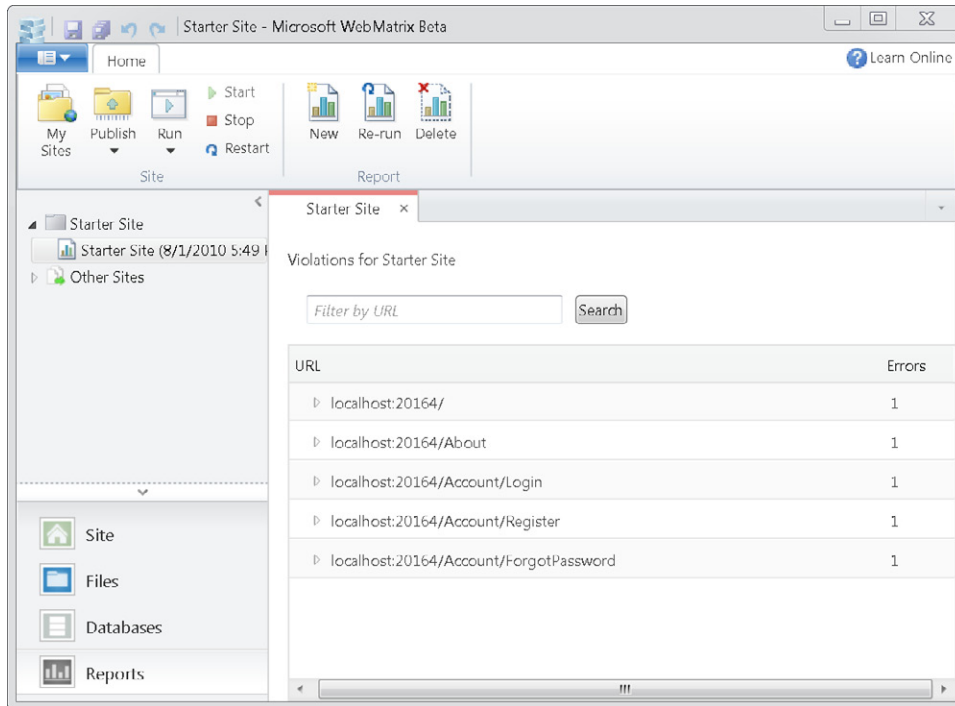 Starter Site - Microsoft WebMatrix Beta
Home
Learn Online
My Sites
Publish
Run
Start
Stop
Restart
Site
New
Re-run
Delete
Report
Starter Site
Starter Site (8/1/2010 5:49
Other Sites
Starter Site
Violations for Starter Site
Filter by URL
Search
URL Errors
localhost:20164/ 1
localhost:20164/About 1
localhost:20164/Account/Login 1
localhost:20164/Account/Register 1
localhost:20164/Account/ForgotPassword 1
Site
Files
Databases
Reports